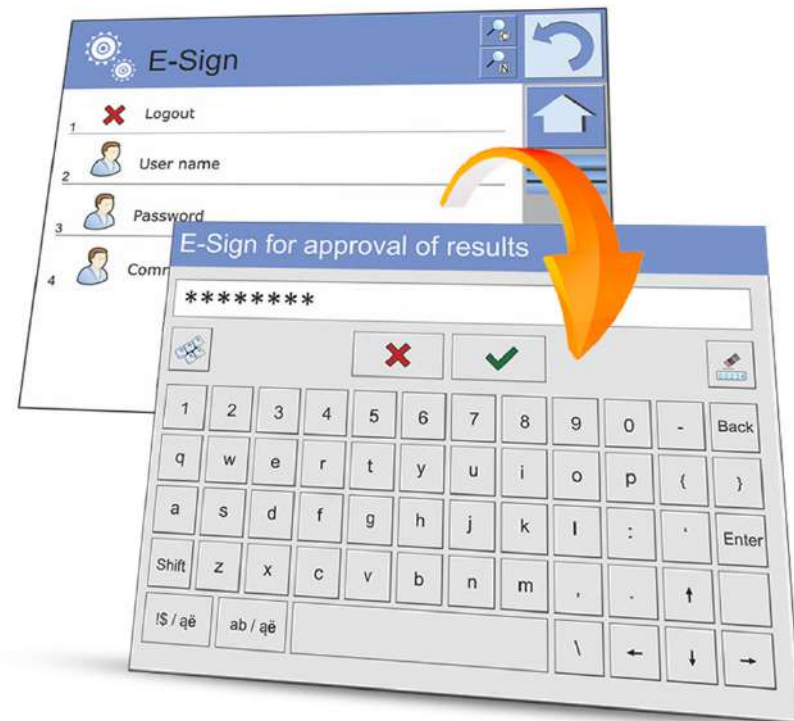 E-Sign
1 Logout
2 User name
3 Password
4 Comm
E-Sign for approval of results
********
1 2 3 4 5 6 7 8 9 0 - Back
q w e r t y u i o p { }
a s d f g h j k l : ‘ Enter
Shift z x c v b n m , . ↑
!$ / ąë ab / ąë \ ← ↓ →